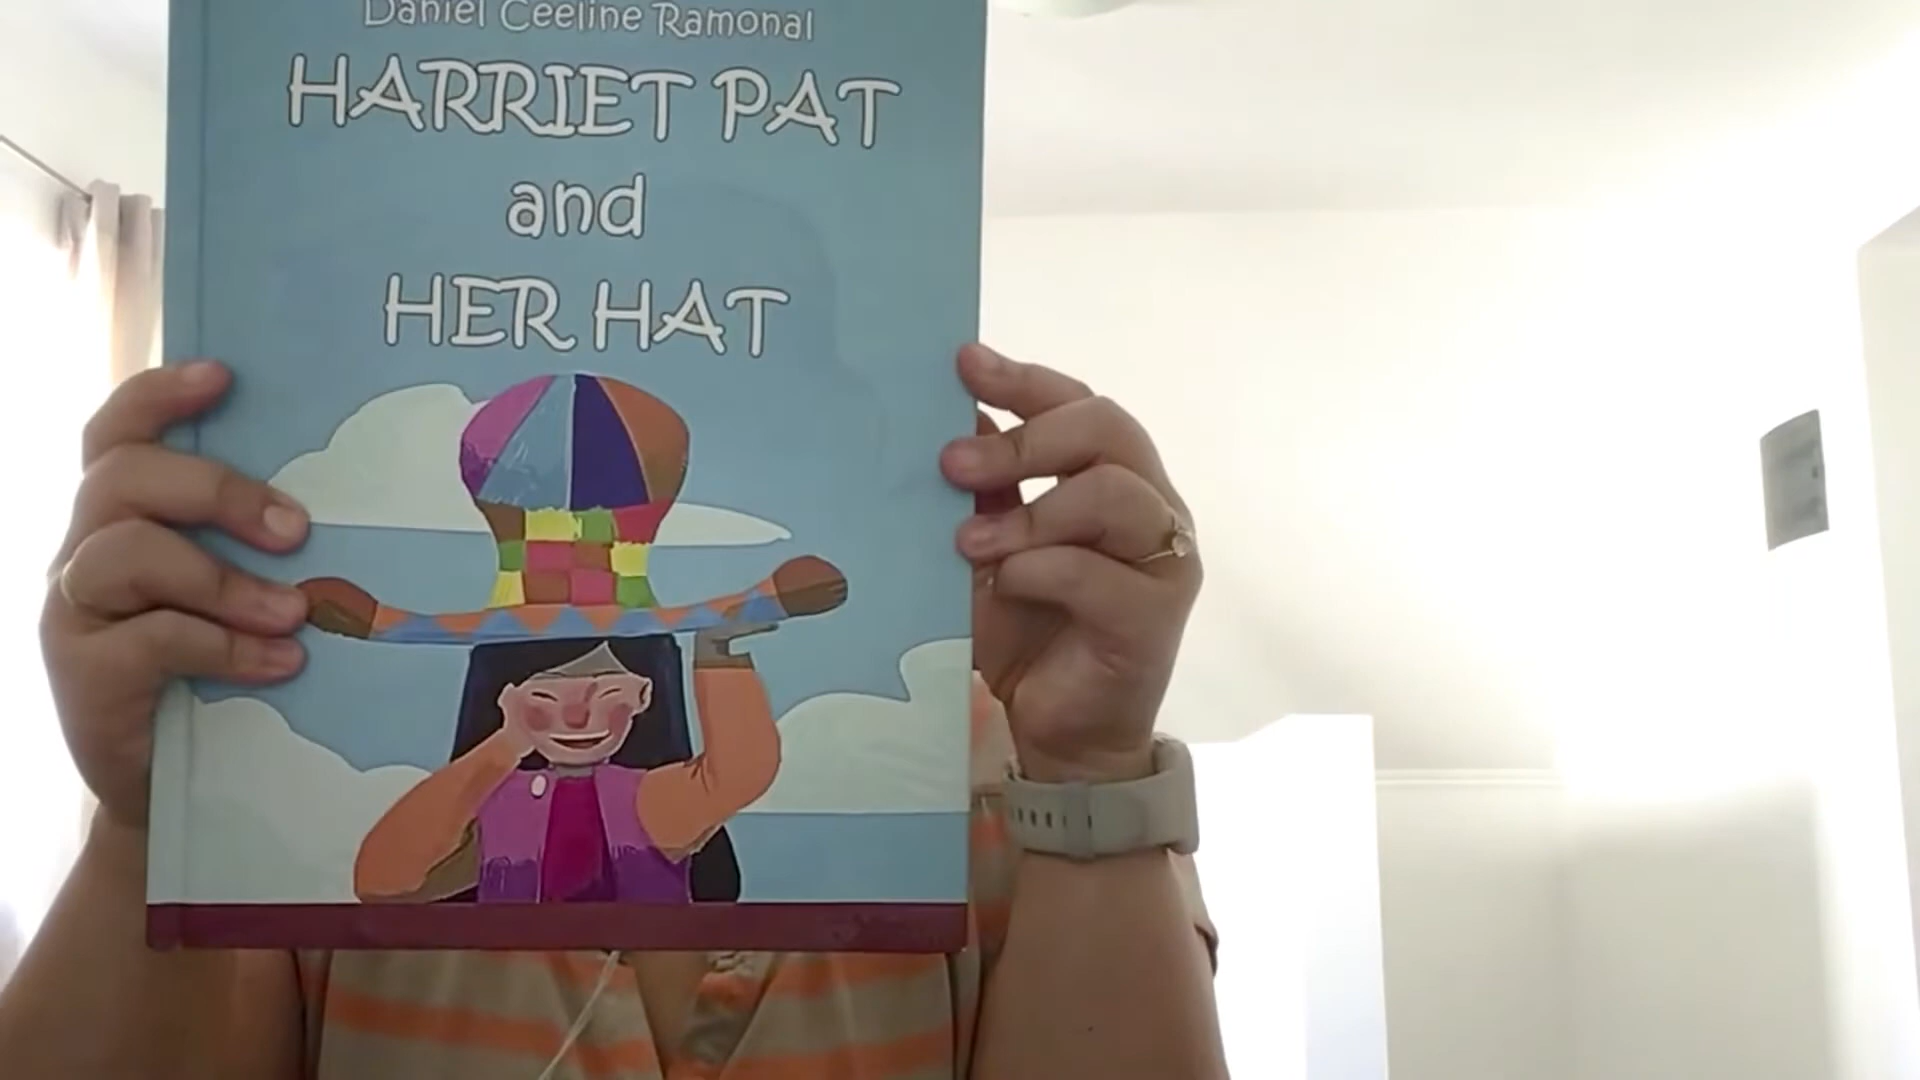 Daniel Ceeline Ramonal
HARRIET PAT
and
HER HAT